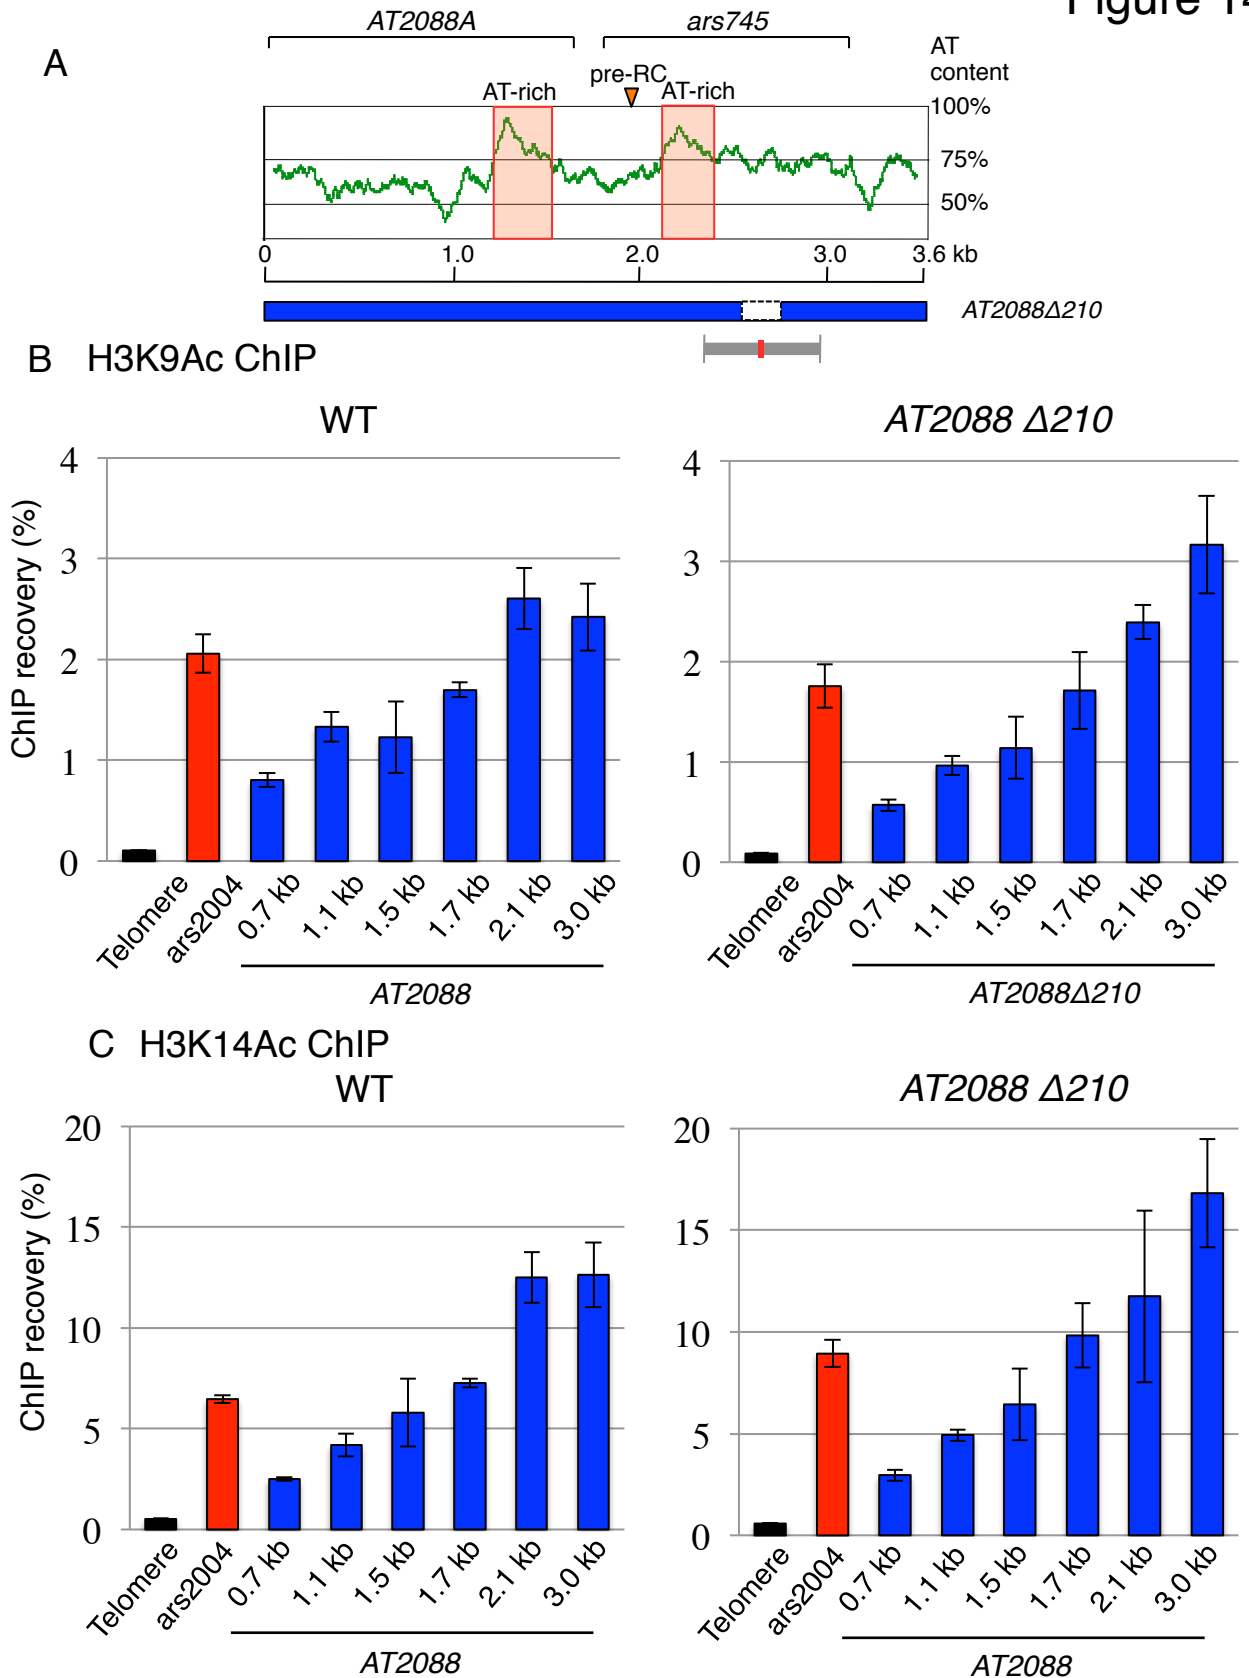 Figure 14
A
AT2088A
ars745
AT
content
pre-RC
AT-rich
AT-rich
100%
75%
50%
0 1.0 2.0 3.0 3.6 kb
AT2088Δ210
B H3K9Ac ChIP
WT
ChIP recovery (%)
4
3
2
1
0
Telomere
ars2004
0.7 kb
1.1 kb
1.5 kb
1.7 kb
2.1 kb
3.0 kb
AT2088
AT2088 Δ210
4
3
2
1
0
Telomere
ars2004
0.7 kb
1.1 kb
1.5 kb
1.7 kb
2.1 kb
3.0 kb
AT2088Δ210
C H3K14Ac ChIP
WT
ChIP recovery (%)
20
15
10
5
0
Telomere
ars2004
0.7 kb
1.1 kb
1.5 kb
1.7 kb
2.1 kb
3.0 kb
AT2088
AT2088 Δ210
20
15
10
5
0
Telomere
ars2004
0.7 kb
1.1 kb
1.5 kb
1.7 kb
2.1 kb
3.0 kb
AT2088